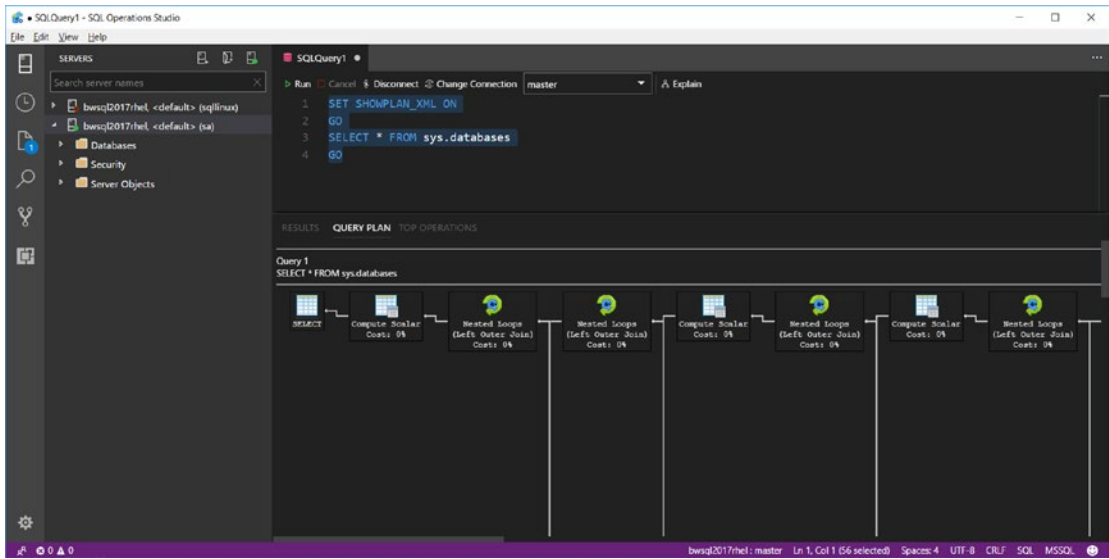 ● SQLQuery1 - SQL Operations Studio
File Edit View Help
SERVERS
Search server names
bwsql2017rhel, <default> (sqllinux)
bwsql2017rhel, <default> (sa)
Databases
Security
Server Objects
1
SQLQuery1 ●
Run Cancel Disconnect Change Connection master Explain
1 SET SHOWPLAN_XML ON
2 GO
3 SELECT * FROM sys.databases
4 GO
RESULTS QUERY PLAN TOP OPERATIONS
Query 1
SELECT * FROM sys.databases
SELECT
Compute Scalar
Cost: 0%
Nested Loops
(Left Outer Join)
Cost: 0%
Nested Loops
(Left Outer Join)
Cost: 0%
Compute Scalar
Cost: 0%
Nested Loops
(Left Outer Join)
Cost: 0%
Compute Scalar
Cost: 0%
Nested Loops
(Left Outer Join)
Cost: 0%
0 0 bwsql2017rhel : master Ln 1, Col 1 (56 selected) Spaces: 4 UTF-8 CRLF SQL MSSQL